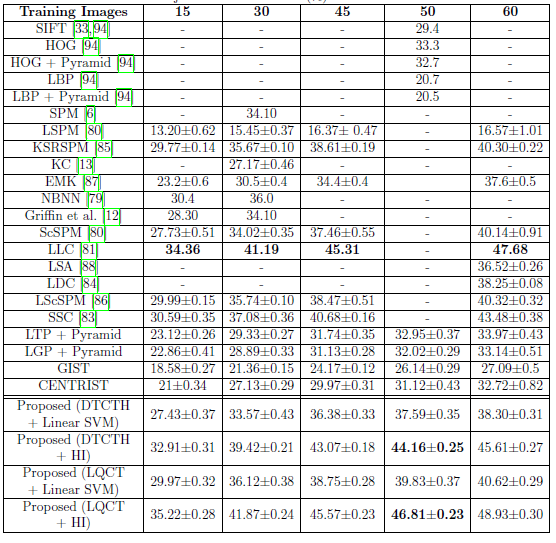 Training Images 15 30 45 50 60
SIFT [33,94] - - - 29.4 -
HOG [94] - - - 33.3 -
HOG + Pyramid [94] - - - 32.7 -
LBP [94] - - - 20.7 -
LBP + Pyramid [94] - - - 20.5 -
SPM [6] - 34.10 - - -
LSPM [80] 13.20±0.62 15.45±0.37 16.37± 0.47 - 16.57±1.01
KSRSPM [85] 29.77±0.14 35.67±0.10 38.61±0.19 - 40.30±0.22
KC [13] - 27.17±0.46 - - -
EMK [87] 23.2±0.6 30.5±0.4 34.4±0.4 37.6±0.5
NBNN [79] 30.4 36.0 - - -
Griffin et al. [12] 28.30 34.10 - - -
ScSPM [80] 27.73±0.51 34.02±0.35 37.46±0.55 - 40.14±0.91
LLC [81] 34.36 41.19 45.31 - 47.68
LSA [88] - - - - 36.52±0.26
LDC [84] - - - - 38.25±0.08
LScSPM [86] 29.99±0.15 35.74±0.10 38.47±0.51 - 40.32±0.32
SSC [83] 30.59±0.35 37.08±0.36 40.68±0.16 - 43.48±0.38
LTP + Pyramid 23.12±0.26 29.33±0.27 31.74±0.35 32.95±0.37 33.97±0.43
LGP + Pyramid 22.86±0.41 28.89±0.33 31.13±0.28 32.02±0.29 33.14±0.51
GIST 18.58±0.27 21.36±0.15 24.17±0.12 26.14±0.29 27.09±0.5
CENTRIST 21±0.34 27.13±0.29 29.97±0.31 31.12±0.43 32.72±0.82
Proposed (DTCTH
+ Linear SVM) 27.43±0.37 33.57±0.43 36.38±0.33 37.59±0.35 38.30±0.31
Proposed (DTCTH
+ HI) 32.91±0.31 39.42±0.21 43.07±0.18 44.16±0.25 45.61±0.27
Proposed (LQCT
+ Linear SVM) 29.97±0.32 36.12±0.38 38.75±0.28 39.83±0.37 40.62±0.29
Proposed (LQCT
+ HI) 35.22±0.28 41.87±0.24 45.57±0.23 46.81±0.23 48.93±0.30